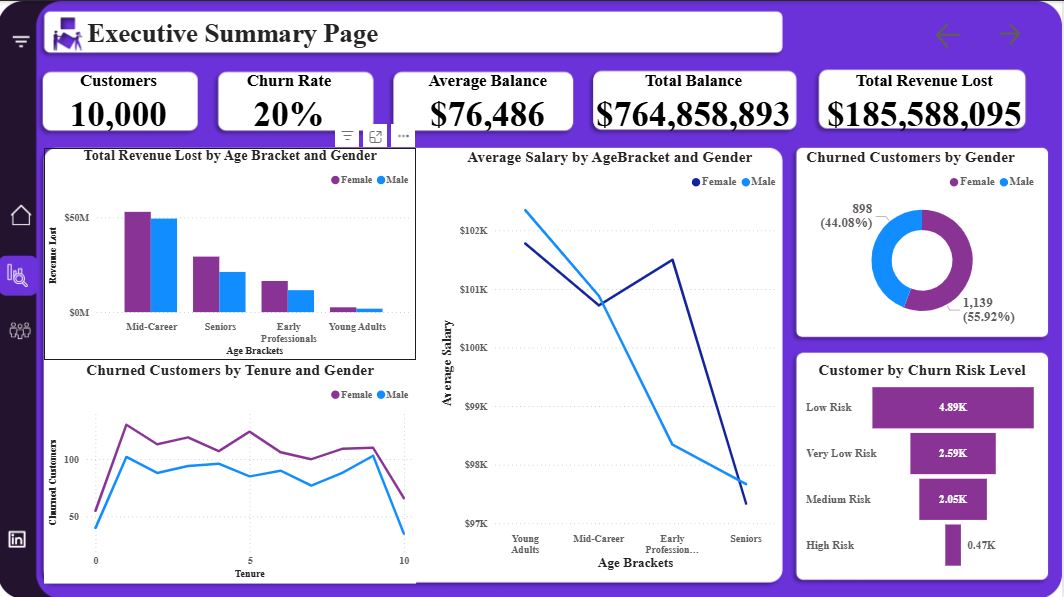 Executive Summary Page
Customers
10,000
Churn Rate
20%
Average Balance
$76,486
Total Balance
$764,858,893
Total Revenue Lost
$185,588,095
Total Revenue Lost by Age Bracket and Gender
Female Male
Revenue Lost
$50M
$0M
Mid-Career
Seniors
Early
Professionals
Young Adults
Age Brackets
Churned Customers by Tenure and Gender
Female Male
Churned Customers
100
50
0 5 10
Tenure
Average Salary by AgeBracket and Gender
Female Male
Average Salary
$102K
$101K
$100K
$99K
$98K
$97K
Young
Adults
Mid-Career
Early
Profession...
Seniors
Age Brackets
Churned Customers by Gender
Female Male
898
(44.08%)
1,139
(55.92%)
Customer by Churn Risk Level
Low Risk 4.89K
Very Low Risk 2.59K
Medium Risk 2.05K
High Risk 0.47K
in